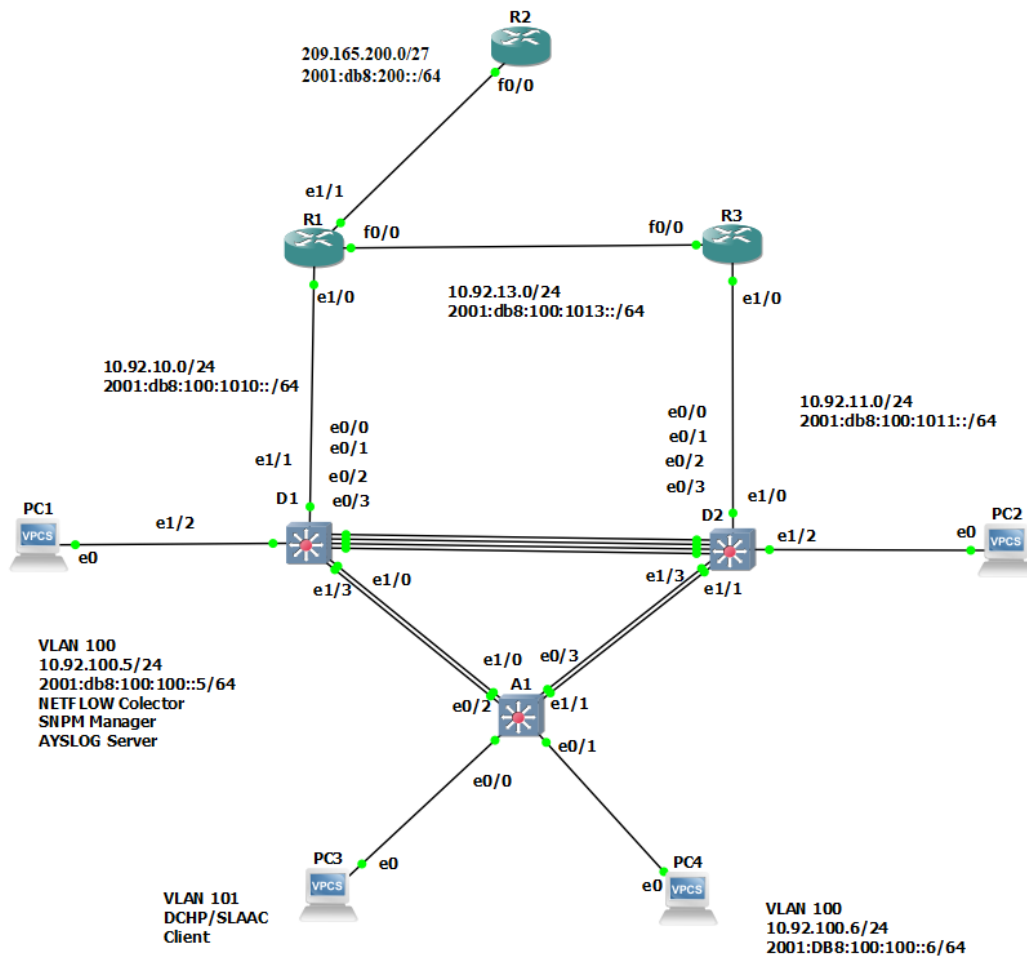 R2
209.165.200.0/27
2001:db8:200::/64
f0/0
e1/1
R1
f0/0
f0/0
R3
e1/0
10.92.13.0/24
2001:db8:100:1013::/64
e1/0
10.92.10.0/24
2001:db8:100:1010::/64
10.92.11.0/24
2001:db8:100:1011::/64
e0/0
e0/1
e0/2
e0/3
e1/1
e0/0
e0/1
e0/2
e0/3
D1
D2
e1/0
PC1
VPCS
e0
e1/2
e1/2
e0
PC2
VPCS
e1/0
e1/3
e1/3
e1/1
VLAN 100
10.92.100.5/24
2001:db8:100:100::5/64
NETFLOW Colector
SNPM Manager
AYSLOG Server
e1/0
e0/3
A1
e0/2
e1/1
e0/0
e0/1
PC3
e0
VPCS
VLAN 101
DCHP/SLAAC
Client
PC4
e0
VPCS
VLAN 100
10.92.100.6/24
2001:DB8:100:100::6/64